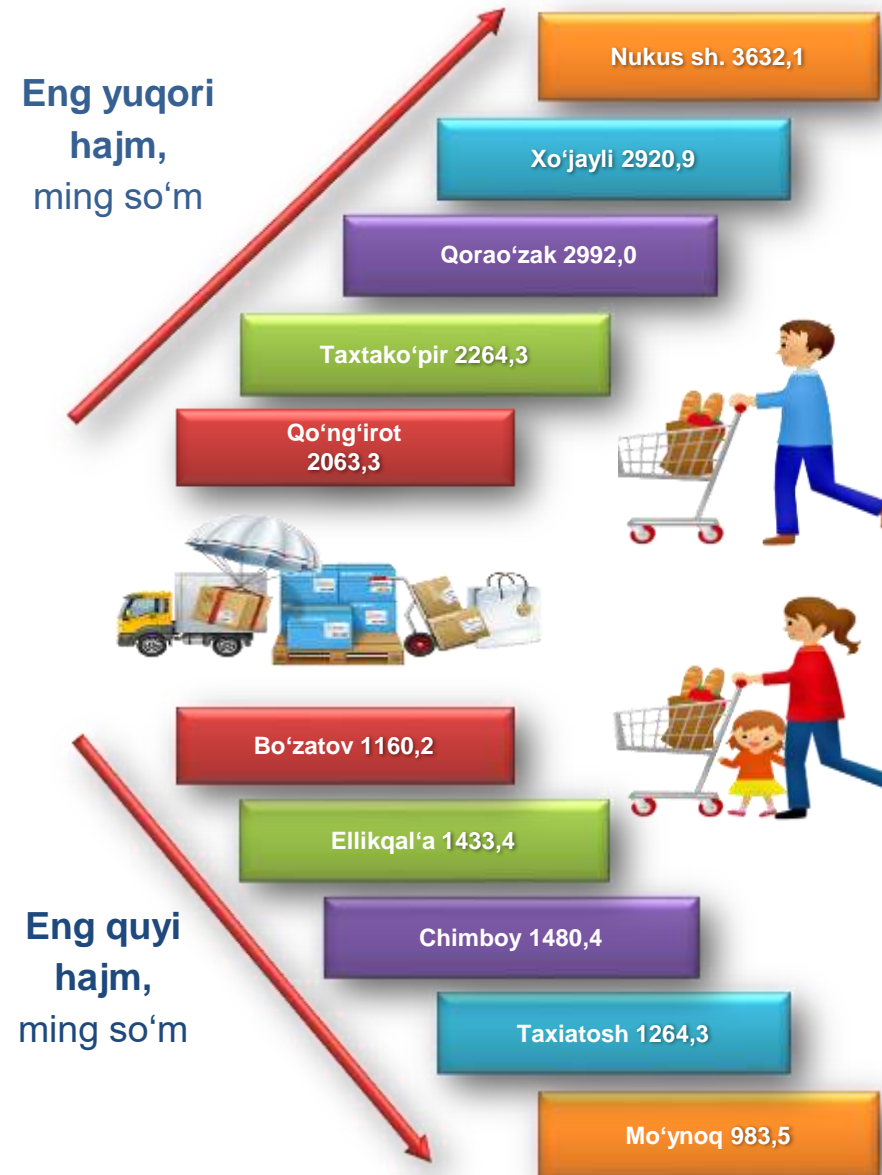 Eng yuqori
hajm,
ming so‘m
Nukus sh. 3632,1
Xo‘jayli 2920,9
Qorao‘zak 2992,0
Taxtako‘pir 2264,3
Qo‘ng‘irot
2063,3
Bo‘zatov 1160,2
Ellikqal‘a 1433,4
Chimboy 1480,4
Eng quyi
hajm,
ming so‘m
Taxiatosh 1264,3
Mo‘ynoq 983,5